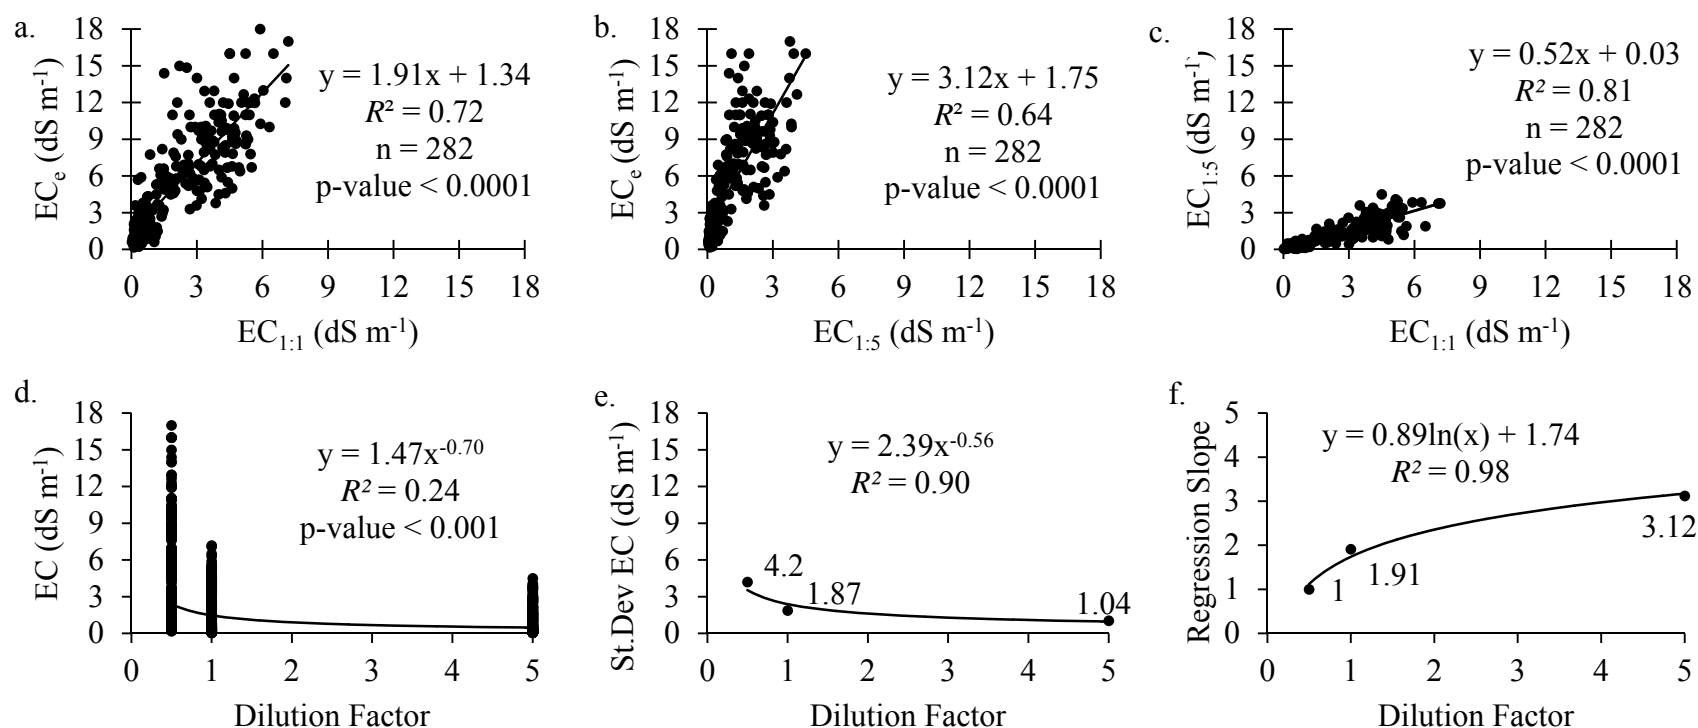 a.
18
15
12
9
6
3
0
ECe (dS m-1)
y = 1.91x + 1.34
R² = 0.72
n = 282
p-value < 0.0001
0 3 6 9 12 15 18
EC1:1 (dS m-1)
b.
18
15
12
9
6
3
0
ECe (dS m-1)
y = 3.12x + 1.75
R² = 0.64
n = 282
p-value < 0.0001
0 3 6 9 12 15 18
EC1:5 (dS m-1)
c.
18
15
12
9
6
3
0
EC1:5 (dS m-1)
y = 0.52x + 0.03
R² = 0.81
n = 282
p-value < 0.0001
0 3 6 9 12 15 18
EC1:1 (dS m-1)
d.
18
15
12
9
6
3
0
EC (dS m-1)
y = 1.47x-0.70
R² = 0.24
p-value < 0.001
0 1 2 3 4 5
Dilution Factor
e.
18
15
12
9
6
3
0
St.Dev EC (dS m-1)
y = 2.39x-0.56
R² = 0.90
4.2
1.87
1.04
0 1 2 3 4 5
Dilution Factor
f.
5
4
3
2
1
0
Regression Slope
y = 0.89ln(x) + 1.74
R² = 0.98
1
1.91
3.12
0 1 2 3 4 5
Dilution Factor